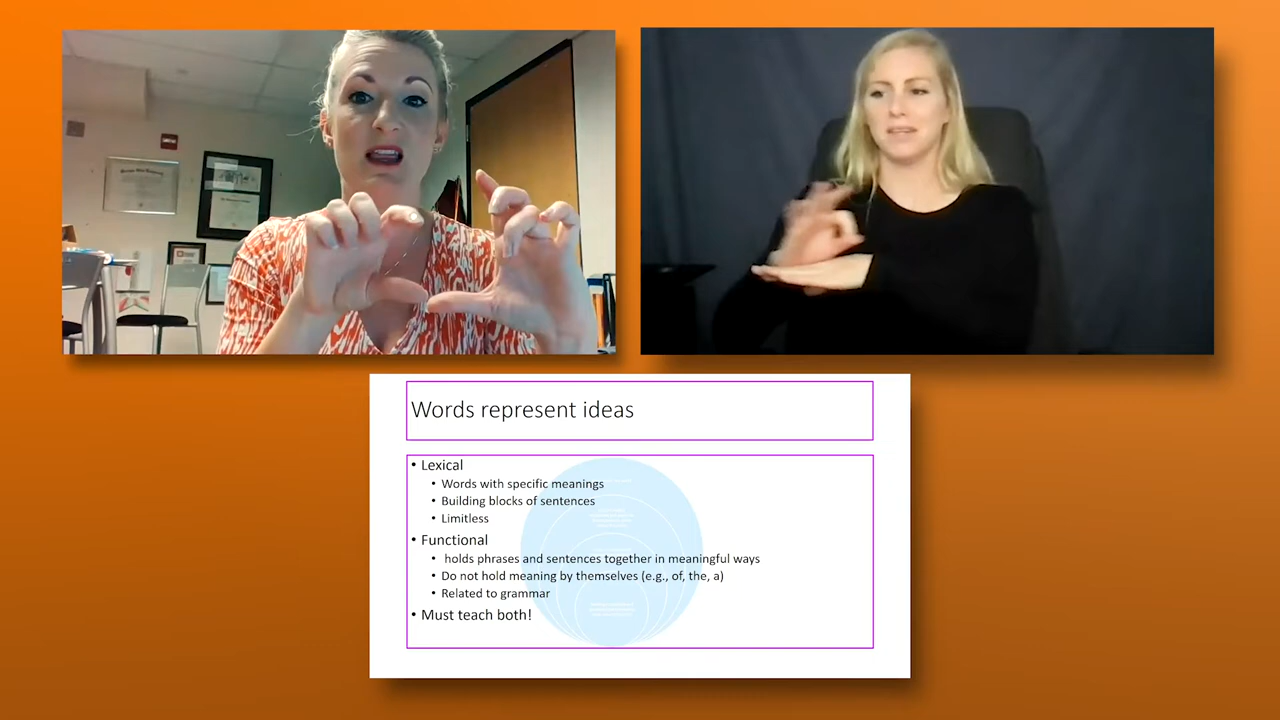 Words represent ideas
• Lexical
• Words with specific meanings
• Building blocks of sentences
• Limitless
• Functional
• holds phrases and sentences together in meaningful ways
• Do not hold meaning by themselves (e.g., of, the, a)
• Related to grammar
• Must teach both!